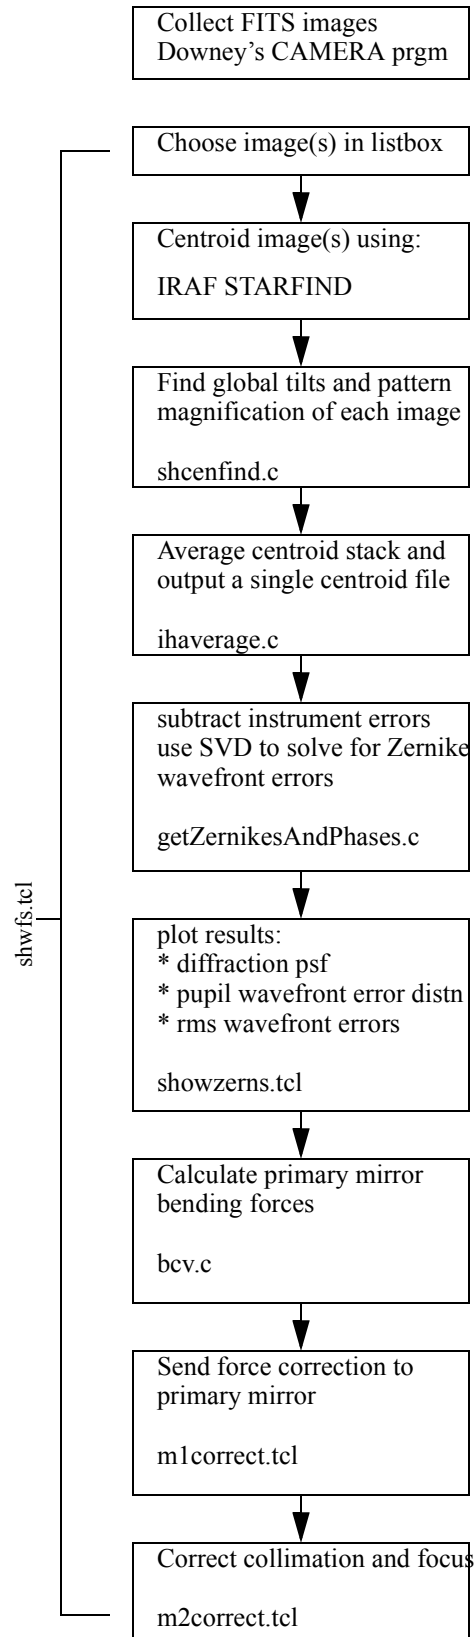 Collect FITS images
Downey's CAMERA prgm
Choose image(s) in listbox
Centroid image(s) using:
IRAF STARFIND
Find global tilts and pattern
magnification of each image
shcenfind.c
Average centroid stack and
output a single centroid file
ihaverage.c
subtract instrument errors
use SVD to solve for Zernike
wavefront errors
getZernikesAndPhases.c
shwfs.tcl
plot results:
* diffraction psf
* pupil wavefront error distn
* rms wavefront errors
showzerns.tcl
Calculate primary mirror
bending forces
bcv.c
Send force correction to
primary mirror
m1correct.tcl
Correct collimation and focus
m2correct.tcl